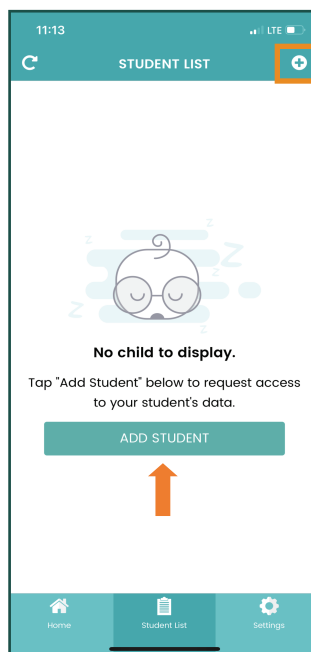 11:13 LTE
STUDENT LIST
z
z
Z
Z
z
No child to display.
Tap "Add Student" below to request access
to your student's data.
ADD STUDENT
Home Student List Settings